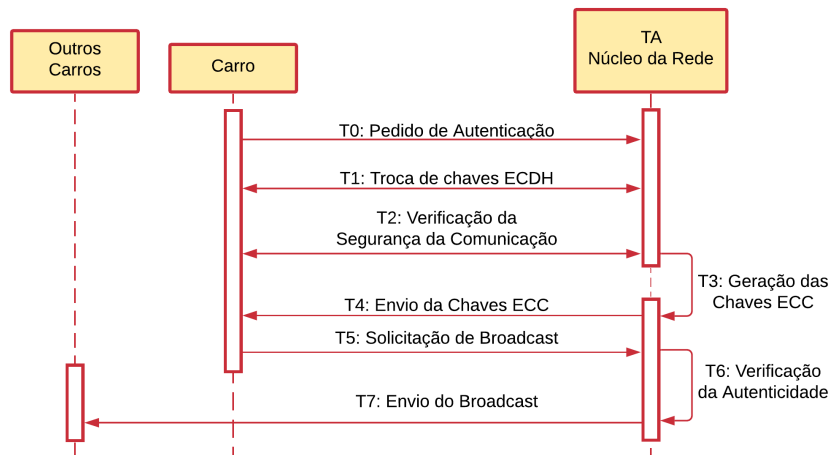 Outros
Carros
Carro
TA
Núcleo da Rede
T0: Pedido de Autenticação
T1: Troca de chaves ECDH
T2: Verificação da
Segurança da Comunicação
T3: Geração das
Chaves ECC
T4: Envio da Chaves ECC
T5: Solicitação de Broadcast
T6: Verificação
da Autenticidade
T7: Envio do Broadcast